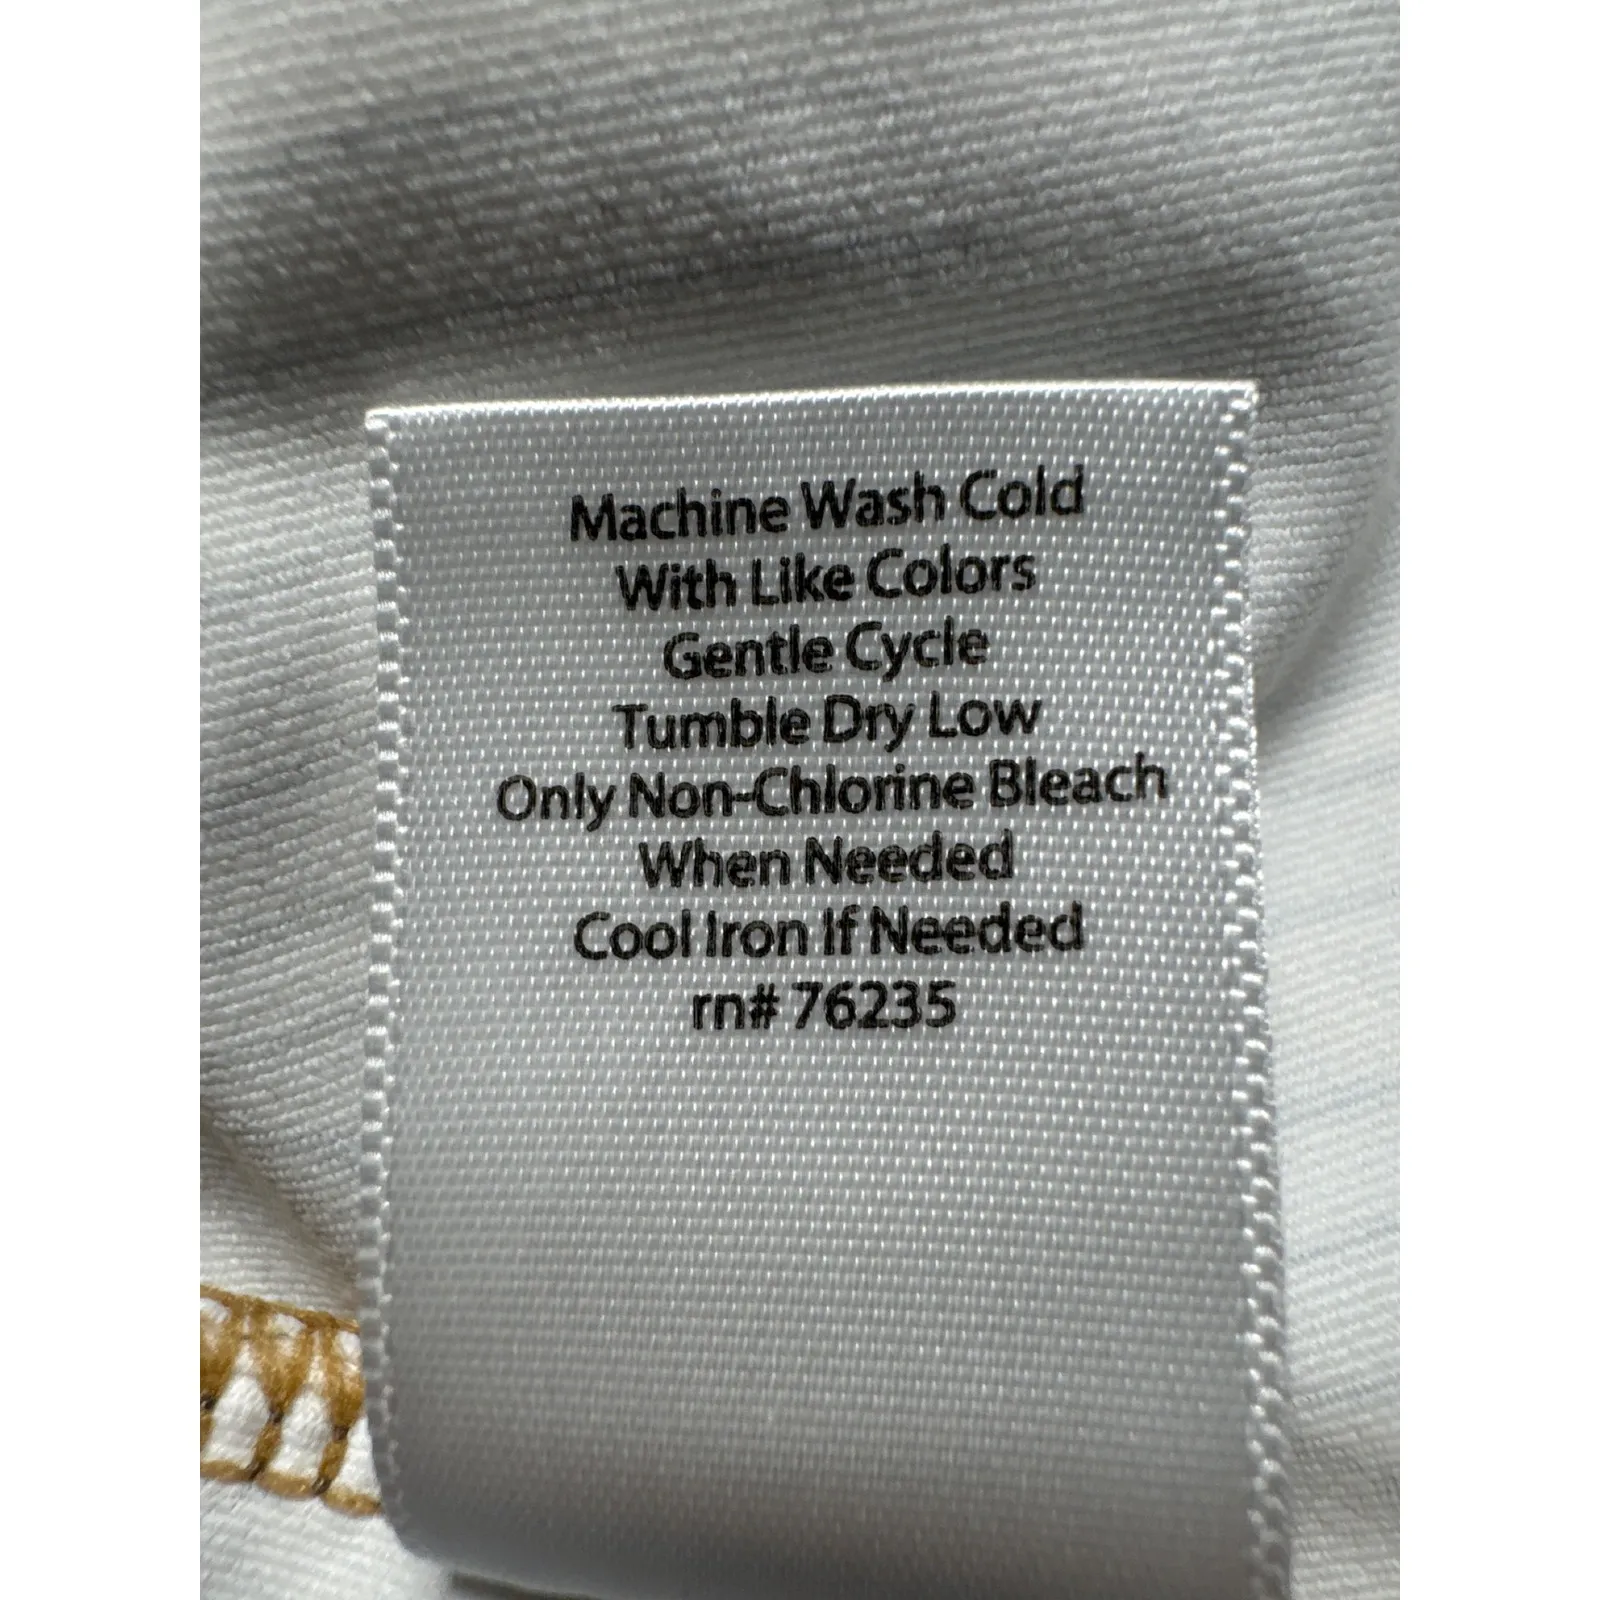 Machine Wash Cold
With Like Colors
Gentle Cycle
Tumble Dry Low
Only Non-Chlorine Bleach
When Needed
Cool Iron If Needed
rn# 76235